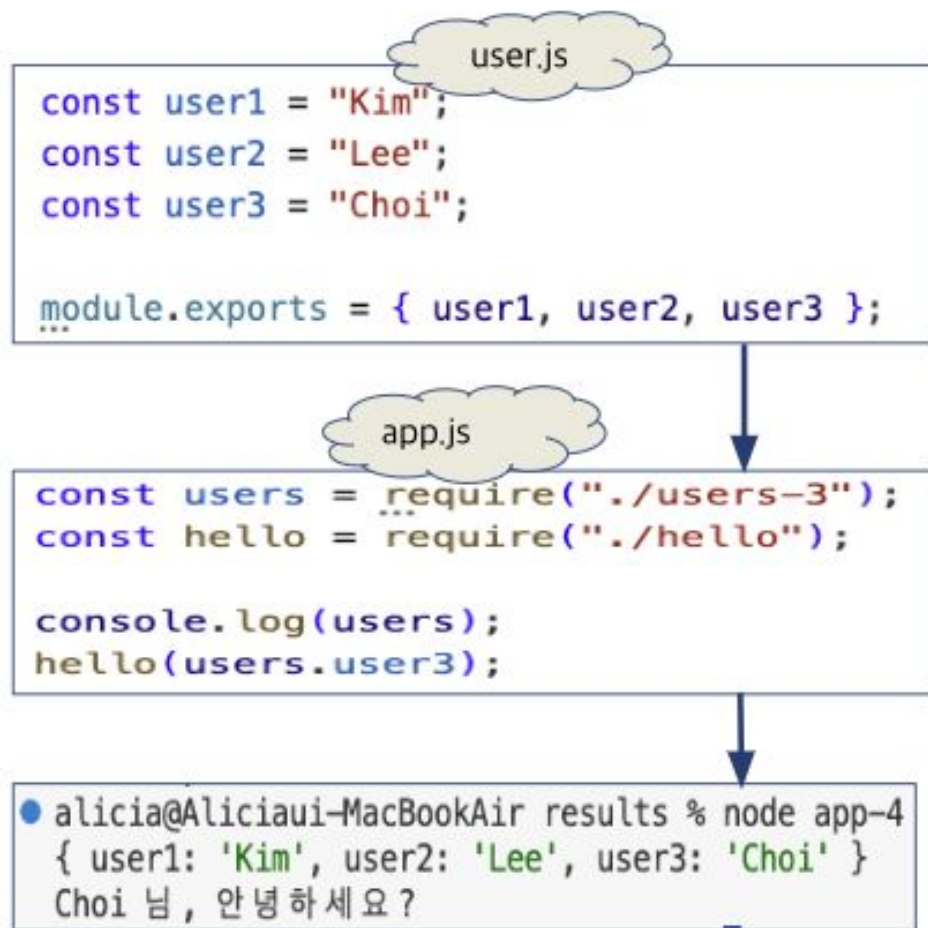 user.js
const user1 = "Kim";
const user2 = "Lee";
const user3 = "Choi";
module.exports = { user1, user2, user3 };
app.js
const users = require("./users-3");
const hello = require("./hello");
console.log(users);
hello(users.user3);
alicia@Aliciaui-MacBookAir results % node app-4
{ user1: 'Kim', user2: 'Lee', user3: 'Choi' }
Choi 님, 안녕하세요?